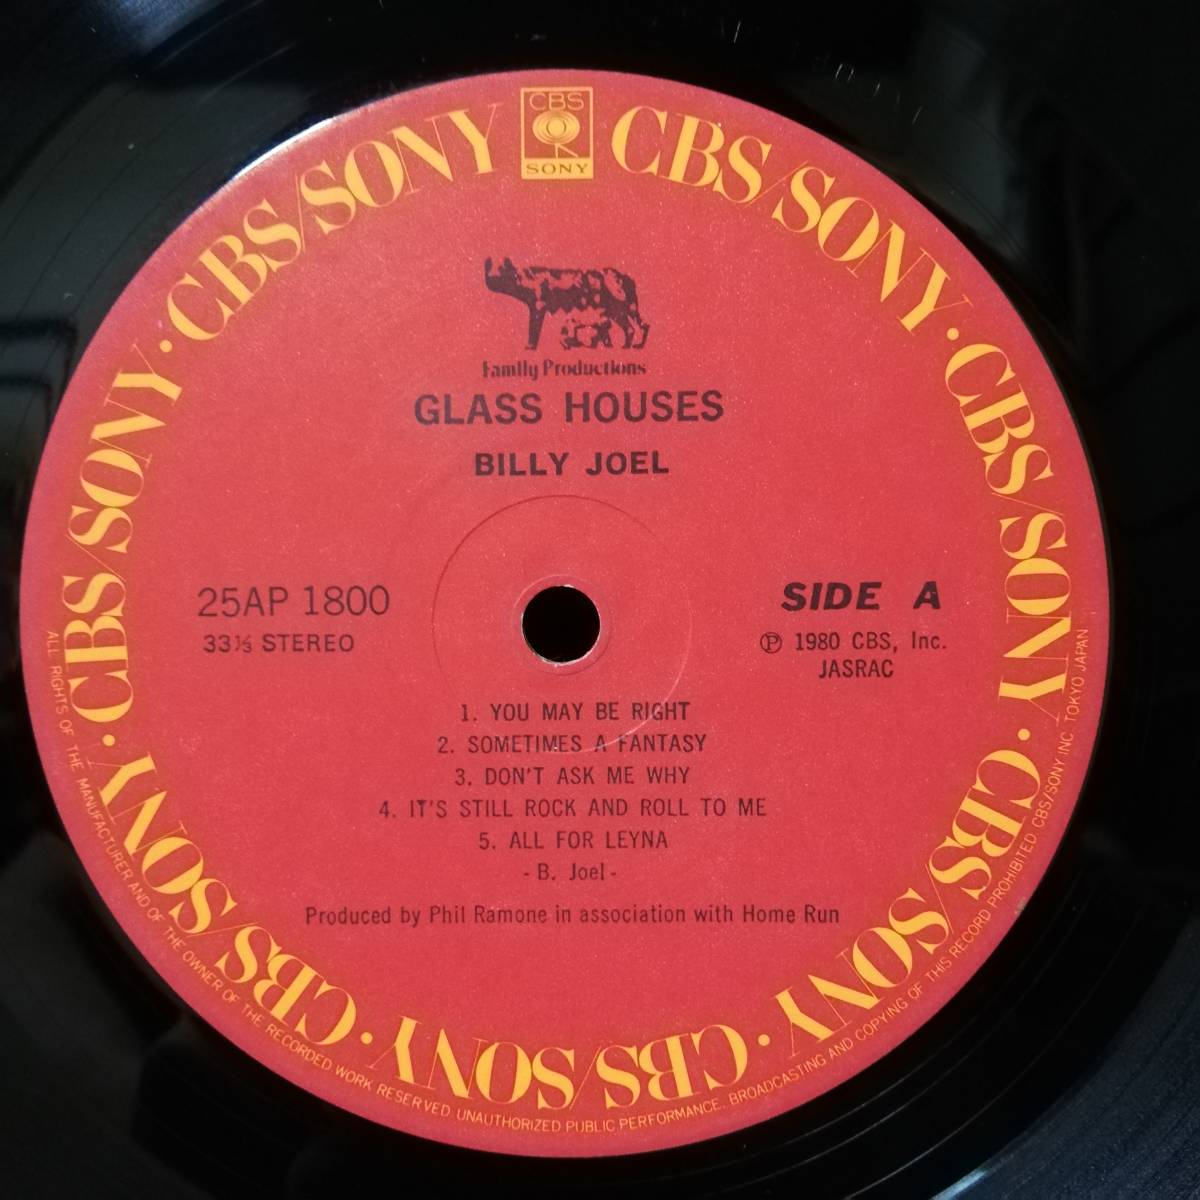 CBS
SONY
CBS/SONY · CBS/SONY · CBS/SONY · CBS/SONY · CBS/SONY · CBS/SONY · CBS/SONY
Family Productions
GLASS HOUSES
BILLY JOEL
25AP 1800
33⅓ STEREO
SIDE A
Ⓟ 1980 CBS, Inc.
JASRAC
1. YOU MAY BE RIGHT
2. SOMETIMES A FANTASY
3. DON'T ASK ME WHY
4. IT'S STILL ROCK AND ROLL TO ME
5. ALL FOR LEYNA
- B. Joel -
Produced by Phil Ramone in association with Home Run
ALL RIGHTS OF THE MANUFACTURER AND OF THE OWNER OF THE RECORDED WORK RESERVED UNAUTHORIZED PUBLIC PERFORMANCE, BROADCASTING AND COPYING OF THIS RECORD PROHIBITED CBS/SONY INC. TOKYO JAPAN